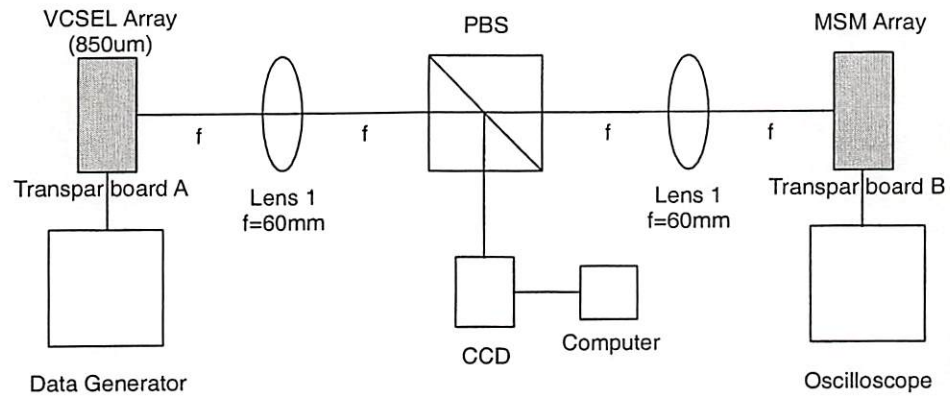 VCSEL Array
(850um)
PBS
MSM Array
f
f
f
f
Transpar board A
Lens 1
f=60mm
Lens 1
f=60mm
Transpar board B
CCD
Computer
Data Generator
Oscilloscope